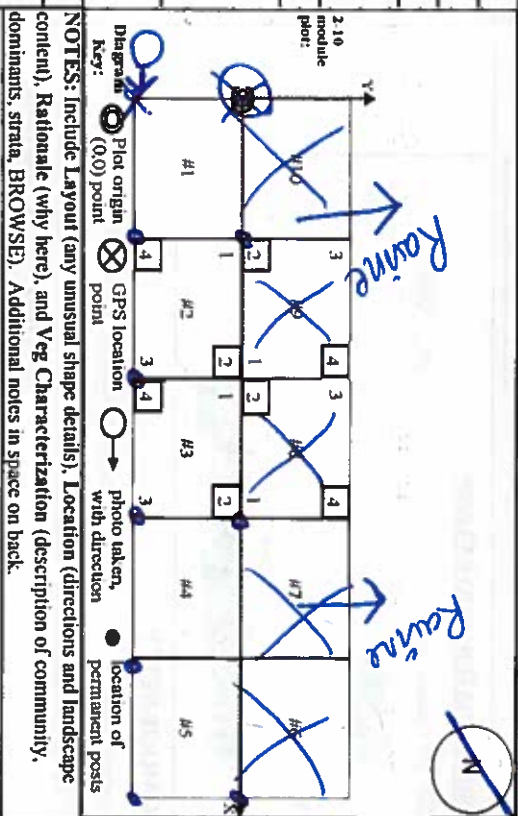 2-10
module
plot:
Y
Ravine
Ravine
N
#10
#9
#8
#7
#6
3
2
4
1
3
2
4
1
#1
#2
#3
#4
#5
1
2
4
3
1
2
4
3
X
Diagram
Key:
Plot origin
(0,0) point
GPS location
point
photo taken,
with direction
location of
permanent posts
NOTES: Include Layout (any unusual shape details), Location (directions and landscape
content), Rationale (why here), and Veg Characterization (description of community,
dominants, strata, BROWSE). Additional notes in space on back.